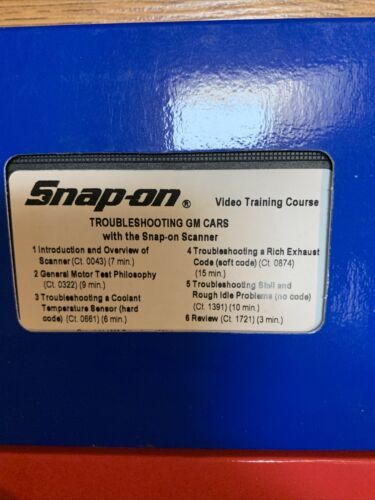 Snap-on® Video Training Course
TROUBLESHOOTING GM CARS
with the Snap-on Scanner
1 Introduction and Overview of
Scanner (Ct. 0043) (7 min.)
2 General Motor Test Philosophy
(Ct. 0322) (9 min.)
3 Troubleshooting a Coolant
Temperature Sensor (hard
code) (Ct. 0661) (6 min.)
4 Troubleshooting a Rich Exhaust
Code (soft code) (Ct. 0874)
(15 min.)
5 Troubleshooting Stall and
Rough Idle Problems (no code)
(Ct. 1391) (10 min.)
6 Review (Ct. 1721) (3 min.)